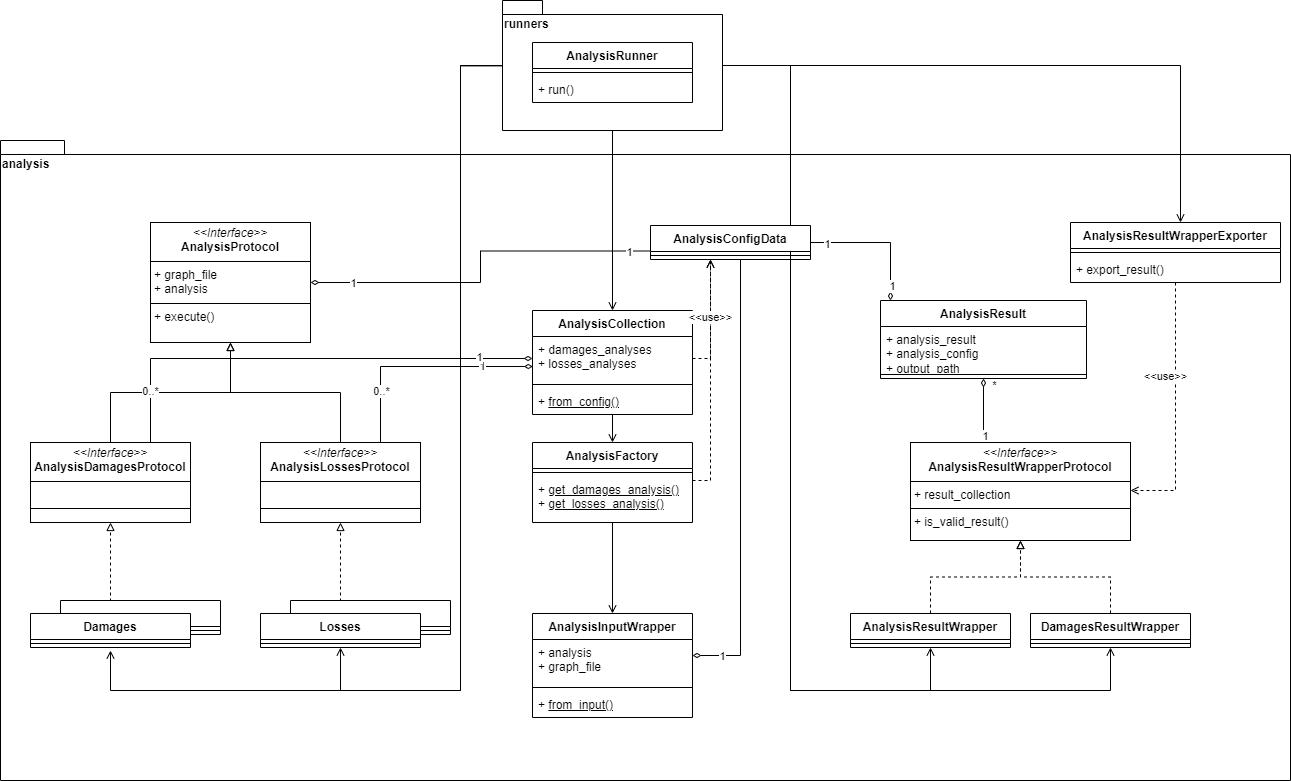 runners
AnalysisRunner
+ run()
analysis
<<Interface>>
AnalysisProtocol
+ graph_file
+ analysis
+ execute()
AnalysisConfigData
AnalysisResultWrapperExporter
+ export_result()
1
1
1
1
AnalysisResult
+ analysis_result
+ analysis_config
+ output_path
AnalysisCollection
+ damages_analyses
+ losses_analyses
+ from_config()
<<use>>
1
1
0..*
0..*
<<use>>
*
1
<<Interface>>
AnalysisDamagesProtocol
<<Interface>>
AnalysisLossesProtocol
AnalysisFactory
+ get_damages_analysis()
+ get_losses_analysis()
<<Interface>>
AnalysisResultWrapperProtocol
+ result_collection
+ is_valid_result()
Damages
Losses
AnalysisInputWrapper
+ analysis
+ graph_file
+ from_input()
1
AnalysisResultWrapper
DamagesResultWrapper